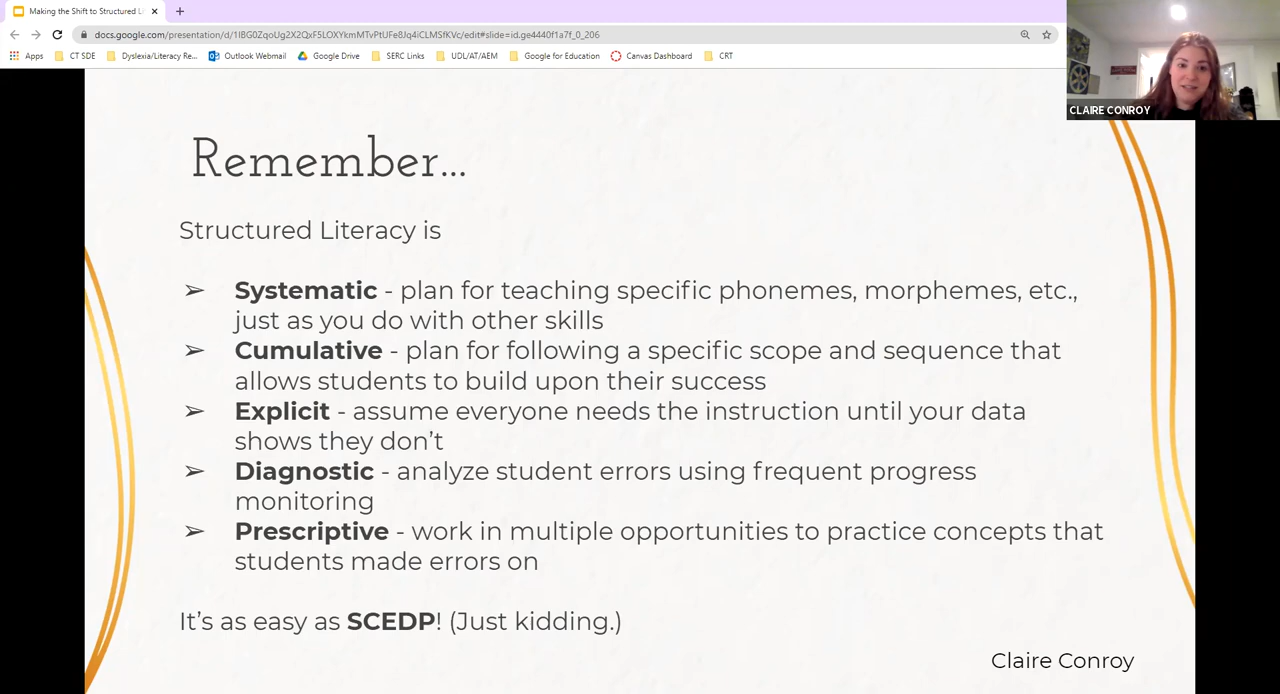 Making the Shift to Structured Li
docs.google.com/presentation/d/1IBG0ZqoUg2X2QxF5LOXYkmMTvPtUFe8Jq4iCLMSfKVc/edit#slide=id.ge4440f1a7f_0_206
Apps CT SDE Dyslexia/Literacy Re... Outlook Webmail Google Drive SERC Links UDL/AT/AEM Google for Education Canvas Dashboard CRT
CLAIRE CONROY
Remember...
Structured Literacy is
➢ Systematic - plan for teaching specific phonemes, morphemes, etc.,
just as you do with other skills
➢ Cumulative - plan for following a specific scope and sequence that
allows students to build upon their success
➢ Explicit - assume everyone needs the instruction until your data
shows they don’t
➢ Diagnostic - analyze student errors using frequent progress
monitoring
➢ Prescriptive - work in multiple opportunities to practice concepts that
students made errors on
It’s as easy as SCEDP! (Just kidding.)
Claire Conroy